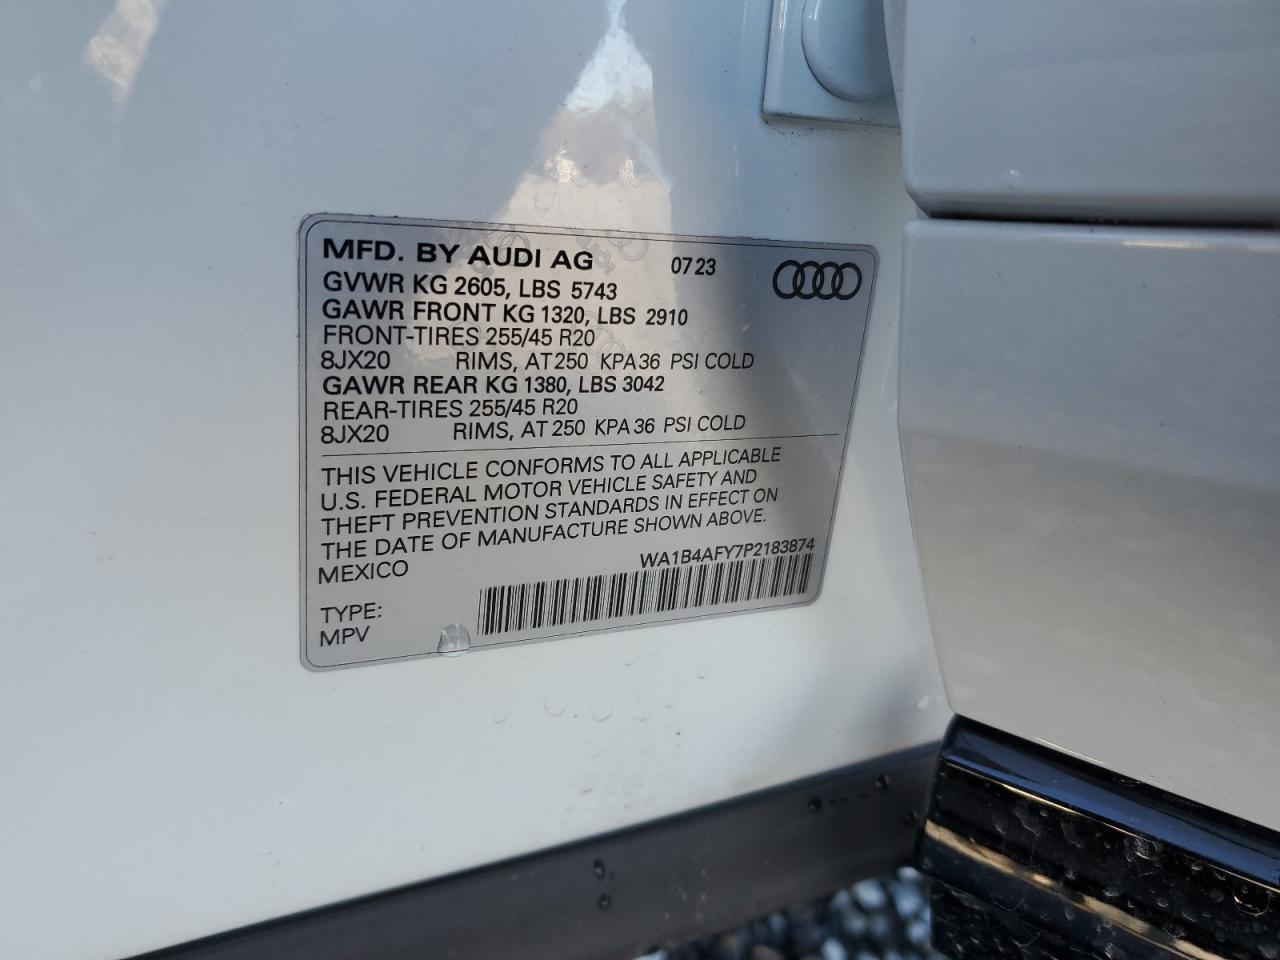 MFD. BY AUDI AG 07 23
GVWR KG 2605, LBS 5743
GAWR FRONT KG 1320, LBS 2910
FRONT-TIRES 255/45 R20
8JX20 RIMS, AT 250 KPA 36 PSI COLD
GAWR REAR KG 1380, LBS 3042
REAR-TIRES 255/45 R20
8JX20 RIMS, AT 250 KPA 36 PSI COLD
THIS VEHICLE CONFORMS TO ALL APPLICABLE
U.S. FEDERAL MOTOR VEHICLE SAFETY AND
THEFT PREVENTION STANDARDS IN EFFECT ON
THE DATE OF MANUFACTURE SHOWN ABOVE.
MEXICO WA1B4AFY7P2183874
TYPE:
MPV